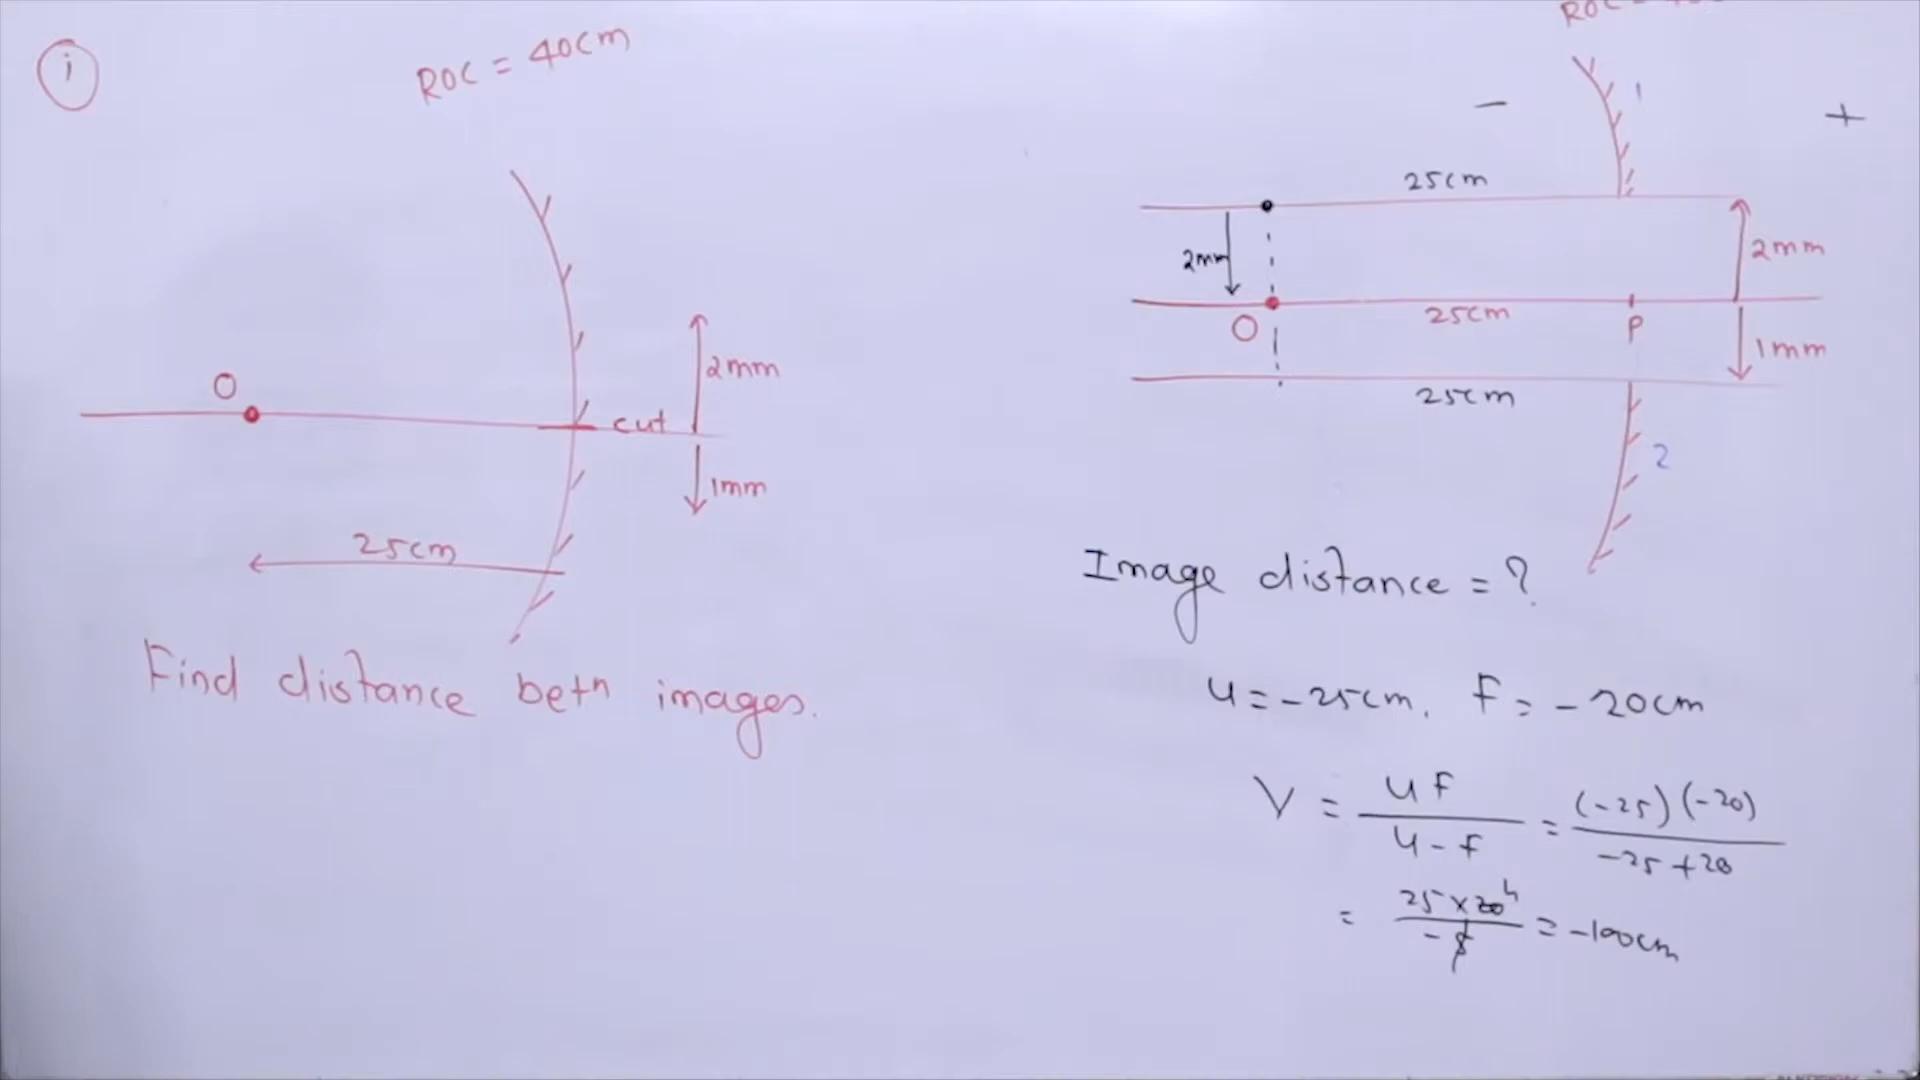 i
ROC = 40cm
O
cut
2mm
1mm
25cm
Find distance betn images.
-
+
1
25cm
2mm
2mm
O
25cm
P
1mm
25cm
2
Image distance = ?
u = -25cm, F = -20cm
V = uF / u - F = (-25)(-20) / -25+20
= 25 x 20 4 / -5 = -100cm